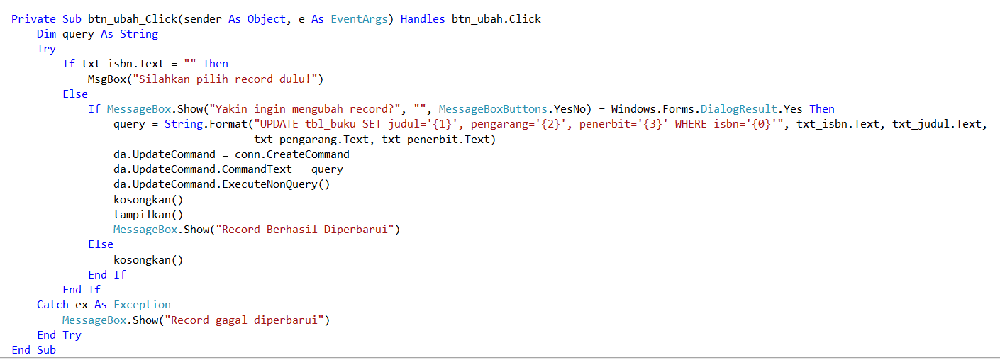 Private Sub btn_ubah_Click(sender As Object, e As EventArgs) Handles btn_ubah.Click
    Dim query As String
    Try
        If txt_isbn.Text = "" Then
            MsgBox("Silahkan pilih record dulu!")
        Else
            If MessageBox.Show("Yakin ingin mengubah record?", "", MessageBoxButtons.YesNo) = Windows.Forms.DialogResult.Yes Then
                query = String.Format("UPDATE tbl_buku SET judul='{1}', pengarang='{2}', penerbit='{3}' WHERE isbn='{0}'", txt_isbn.Text, txt_judul.Text,
                                      txt_pengarang.Text, txt_penerbit.Text)
                da.UpdateCommand = conn.CreateCommand
                da.UpdateCommand.CommandText = query
                da.UpdateCommand.ExecuteNonQuery()
                kosongkan()
                tampilkan()
                MessageBox.Show("Record Berhasil Diperbarui")
            Else
                kosongkan()
            End If
        End If
    Catch ex As Exception
        MessageBox.Show("Record gagal diperbarui")
    End Try
End Sub